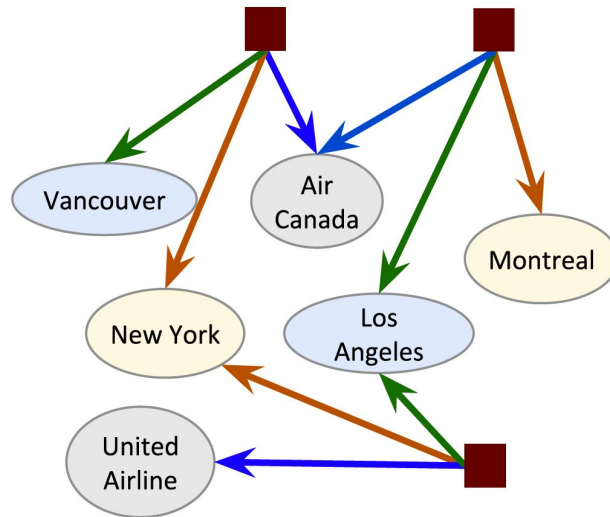 Vancouver
Air
Canada
Montreal
New York
Los
Angeles
United
Airline